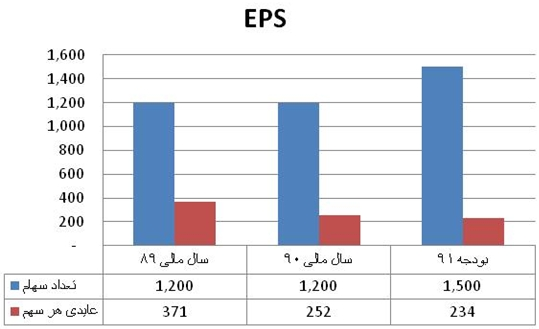 EPS
1,600
1,400
1,200
1,000
800
600
400
200
-
سال مالی ۸۹ سال مالی ۹۰ بودجه ۹۱
تعداد سهام 1,200 1,200 1,500
عایدی هر سهم 371 252 234